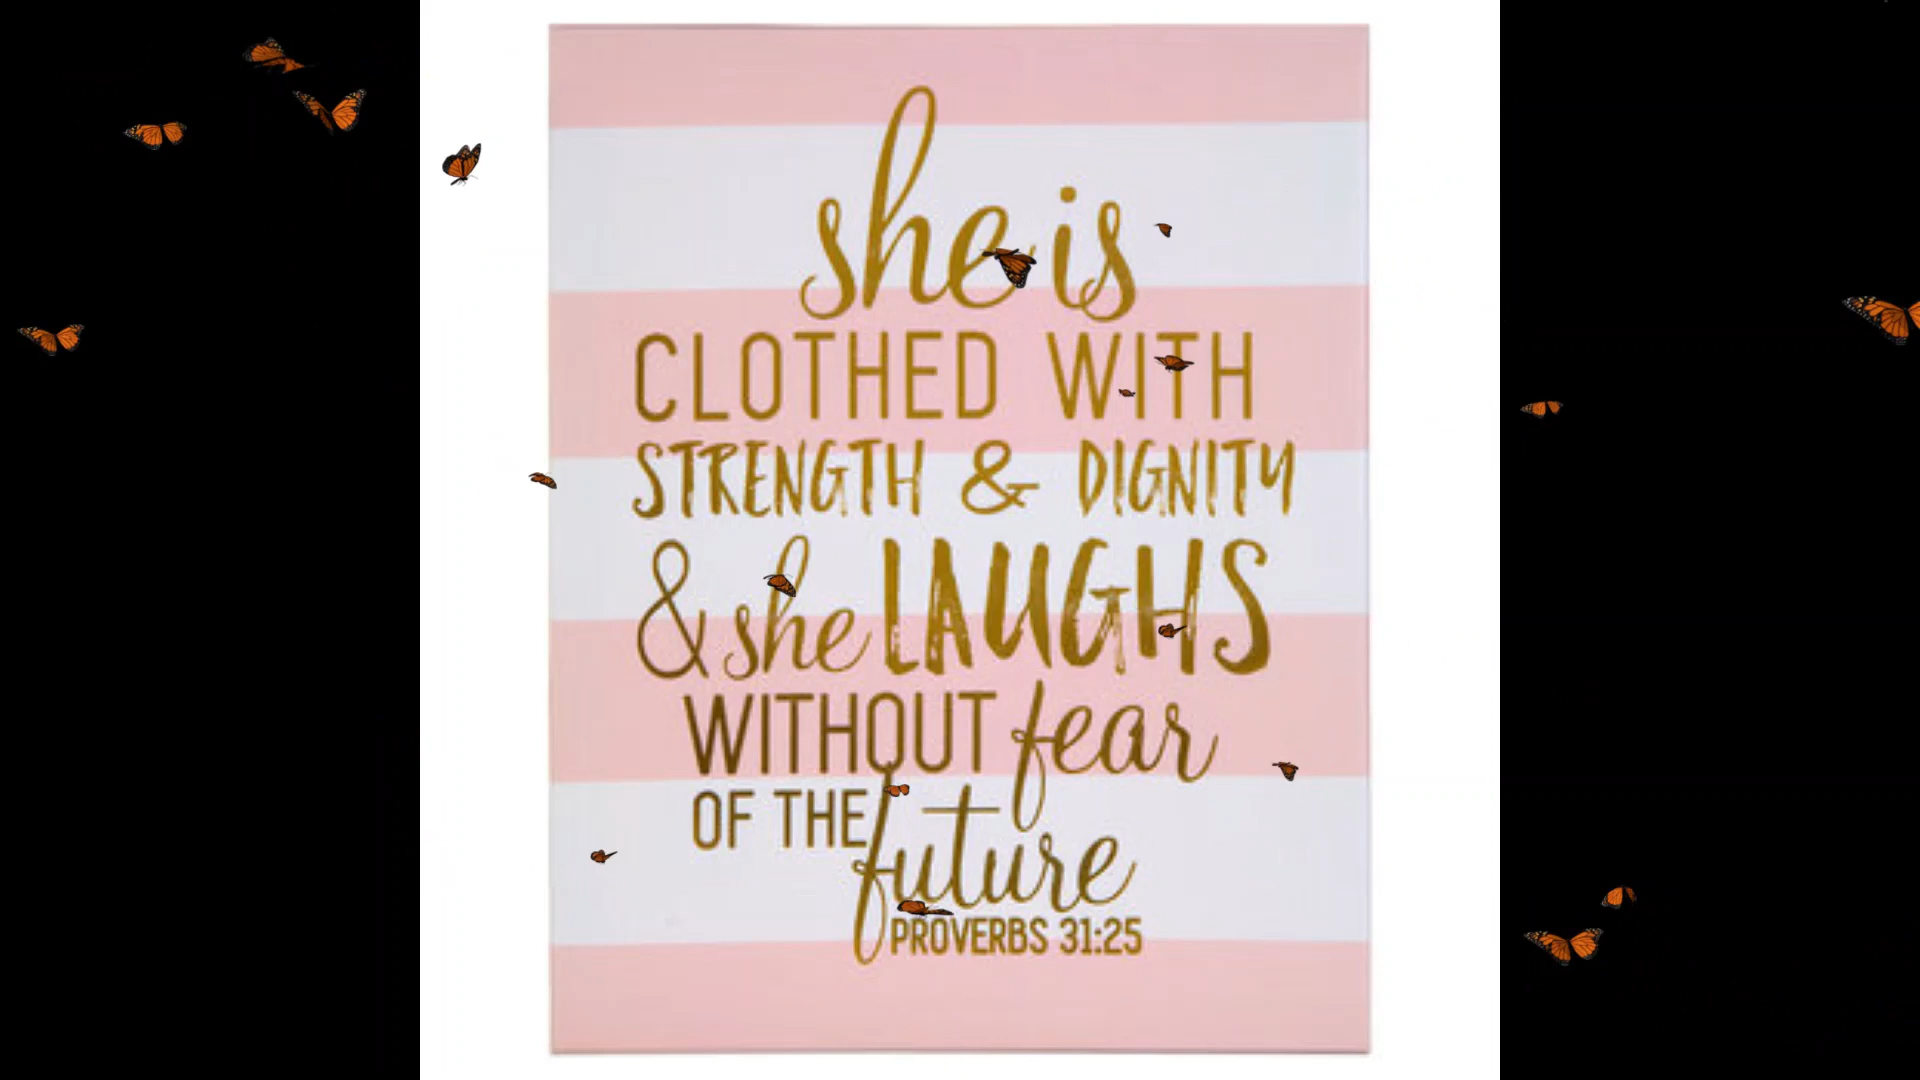 she is
CLOTHED WITH
STRENGTH & DIGNITY
& she LAUGHS
WITHOUT fear
OF THE future
PROVERBS 31:25